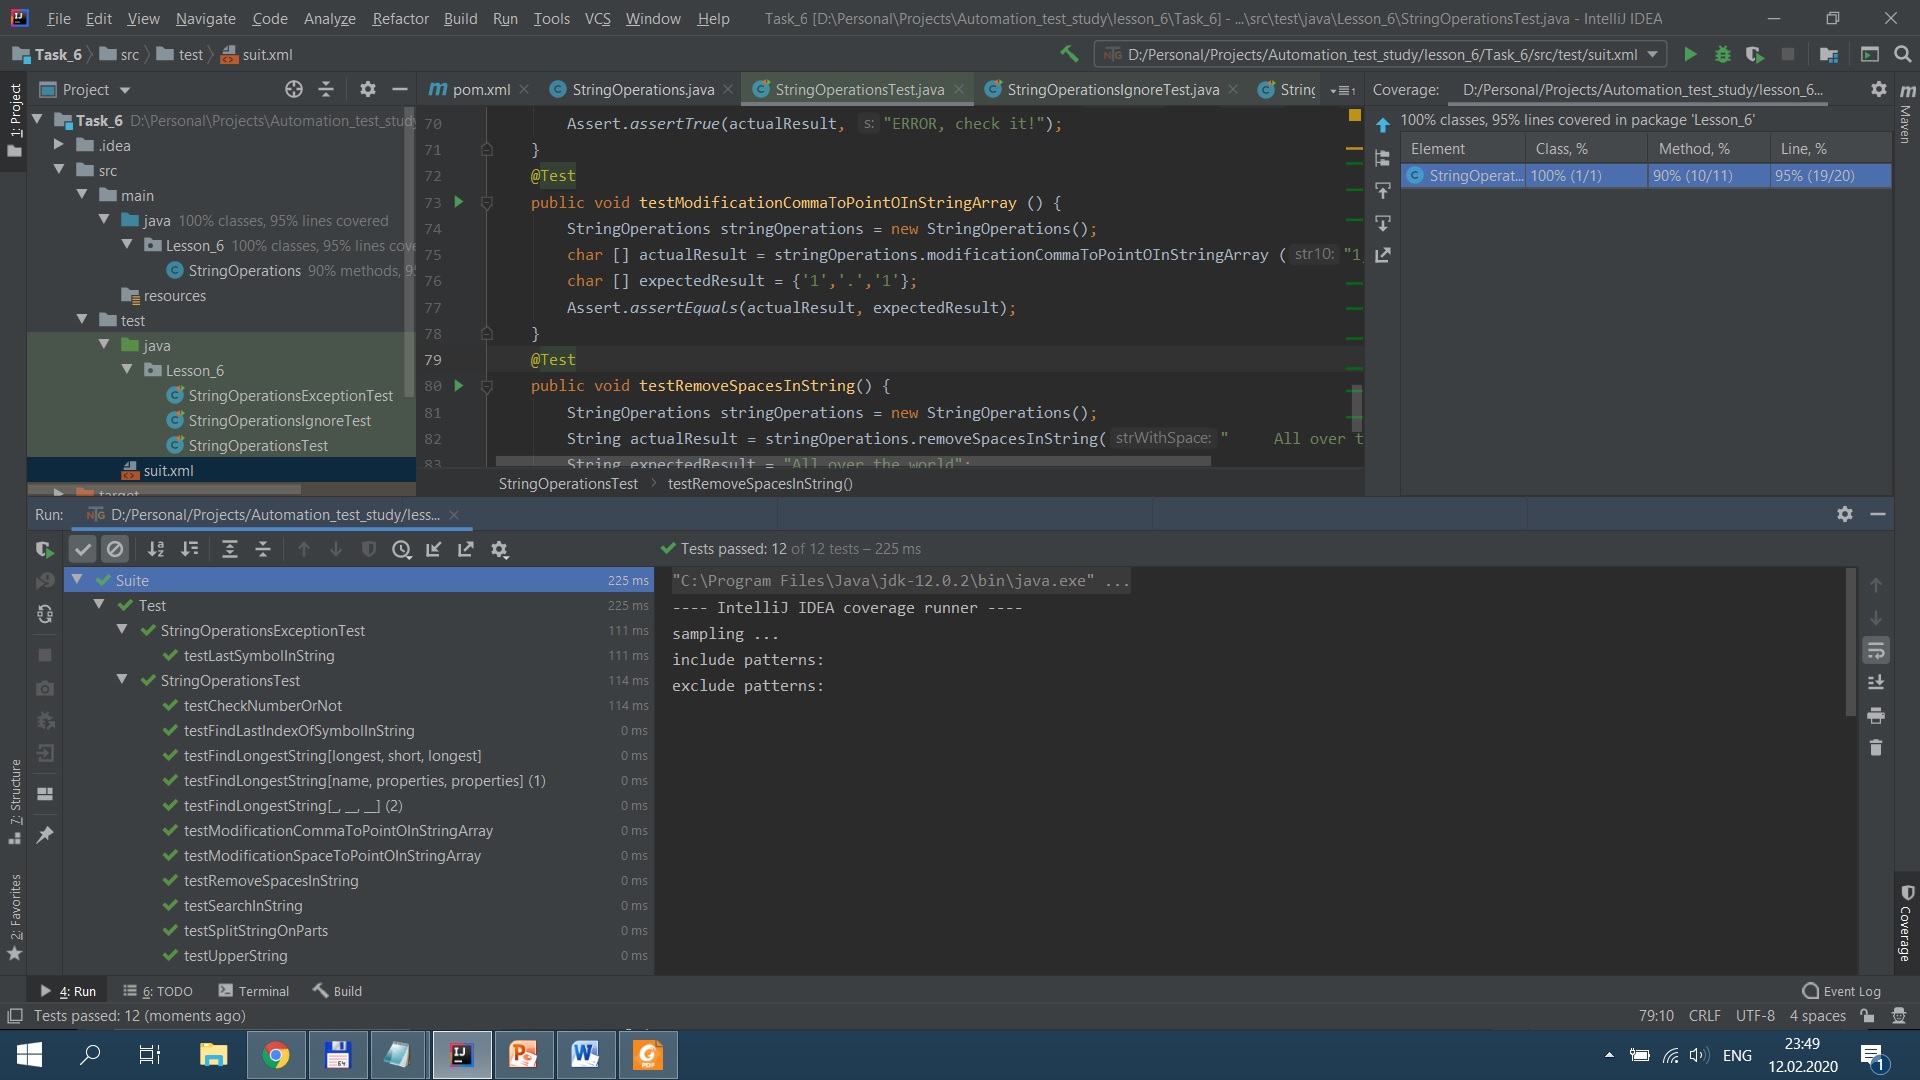 File Edit View Navigate Code Analyze Refactor Build Run Tools VCS Window Help Task_6 [D:\Personal\Projects\Automation_test_study\lesson_6\Task_6] - ...\src\test\java\Lesson_6\StringOperationsTest.java - IntelliJ IDEA
Task_6 src test suit.xml D:/Personal/Projects/Automation_test_study/lesson_6/Task_6/src/test/suit.xml
1: Project
Project
Task_6 D:\Personal\Projects\Automation_test_study
.idea
src
main
java 100% classes, 95% lines covered
Lesson_6 100% classes, 95% lines cove
StringOperations 90% methods, 9
resources
test
java
Lesson_6
StringOperationsExceptionTest
StringOperationsIgnoreTest
StringOperationsTest
suit.xml
target
pom.xml StringOperations.java StringOperationsTest.java StringOperationsIgnoreTest.java String
70 Assert.assertTrue(actualResult, s: "ERROR, check it!");
71 }
72 @Test
73 public void testModificationCommaToPointOInStringArray () {
74 StringOperations stringOperations = new StringOperations();
75 char [] actualResult = stringOperations.modificationCommaToPointOInStringArray ( str10: "1,
76 char [] expectedResult = {'1','.','1'};
77 Assert.assertEquals(actualResult, expectedResult);
78 }
79 @Test
80 public void testRemoveSpacesInString() {
81 StringOperations stringOperations = new StringOperations();
82 String actualResult = stringOperations.removeSpacesInString( strWithSpace: " All over t
83 String expectedResult = "All over the world";
StringOperationsTest testRemoveSpacesInString()
Coverage: D:/Personal/Projects/Automation_test_study/lesson_6...
100% classes, 95% lines covered in package 'Lesson_6'
Element Class, % Method, % Line, %
StringOperat... 100% (1/1) 90% (10/11) 95% (19/20)
Maven
Run: D:/Personal/Projects/Automation_test_study/less...
Tests passed: 12 of 12 tests – 225 ms
Suite 225 ms
Test 225 ms
StringOperationsExceptionTest 111 ms
testLastSymbolInString 111 ms
StringOperationsTest 114 ms
testCheckNumberOrNot 114 ms
testFindLastIndexOfSymbolInString 0 ms
testFindLongestString[longest, short, longest] 0 ms
testFindLongestString[name, properties, properties] (1) 0 ms
testFindLongestString[_, __, __] (2) 0 ms
testModificationCommaToPointOInStringArray 0 ms
testModificationSpaceToPointOInStringArray 0 ms
testRemoveSpacesInString 0 ms
testSearchInString 0 ms
testSplitStringOnParts 0 ms
testUpperString 0 ms
"C:\Program Files\Java\jdk-12.0.2\bin\java.exe" ...
---- IntelliJ IDEA coverage runner ----
sampling ...
include patterns:
exclude patterns:
7: Structure
2: Favorites
Coverage
4: Run 6: TODO Terminal Build Event Log
Tests passed: 12 (moments ago) 79:10 CRLF UTF-8 4 spaces
ENG 23:49
12.02.2020
1